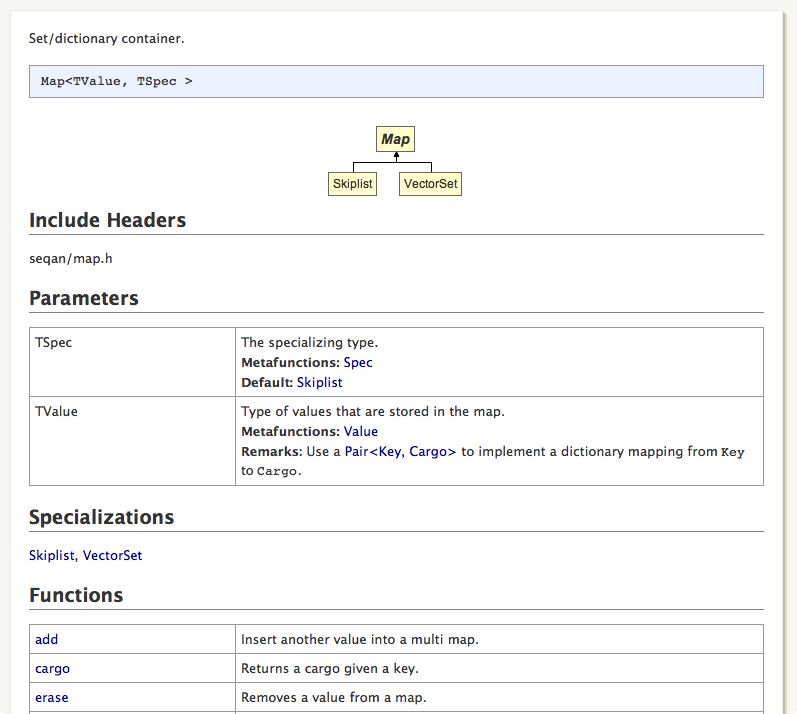 Set/dictionary container.
Map<TValue, TSpec >
Map
Skiplist VectorSet
Include Headers
seqan/map.h
Parameters
TSpec The specializing type.
Metafunctions: Spec
Default: Skiplist
TValue Type of values that are stored in the map.
Metafunctions: Value
Remarks: Use a Pair<Key, Cargo> to implement a dictionary mapping from Key
to Cargo.
Specializations
Skiplist, VectorSet
Functions
add Insert another value into a multi map.
cargo Returns a cargo given a key.
erase Removes a value from a map.